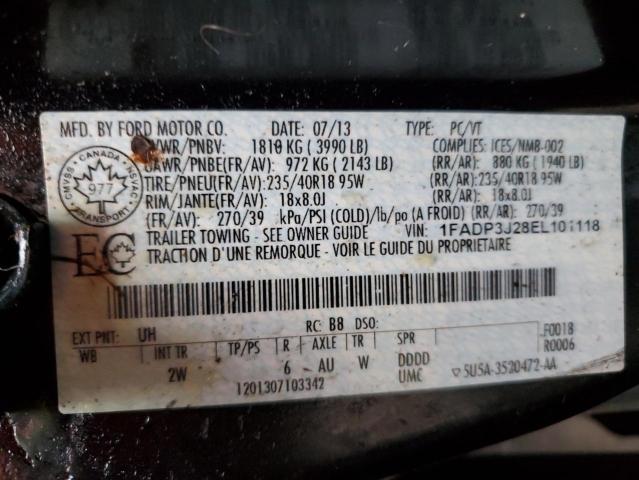 MFD. BY FORD MOTOR CO. DATE: 07/13 TYPE: PC/VT
GVWR/PNBV: 1810 KG ( 3990 LB) COMPLIES: ICES/NMB-002
GAWR/PNBE(FR/AV): 972 KG ( 2143 LB) (RR/AR): 880 KG ( 1940 LB)
TIRE/PNEU(FR/AV):235/40R18 95W (RR/AR):235/40R18 95W
RIM/JANTE(FR/AV): 18x8.0J (RR/AR): 18x8.0J
(FR/AV): 270/39 kPa/PSI (COLD)/lb/po (A FROID) / (RR/AR): 270/39
TRAILER TOWING - SEE OWNER GUIDE VIN: 1FADP3J28EL101118
TRACTION D'UNE REMORQUE - VOIR LE GUIDE DU PROPRIETAIRE
CANADA
CMVSS NSVAC
977
TRANSPORT
EC
EXT PNT: UH RC: B8 DSO: F0018
WB INT TR TP/PS R AXLE TR SPR R0006
2W 6 AU W DDDD
UMC
1201307103342
5U5A-3520472-AA